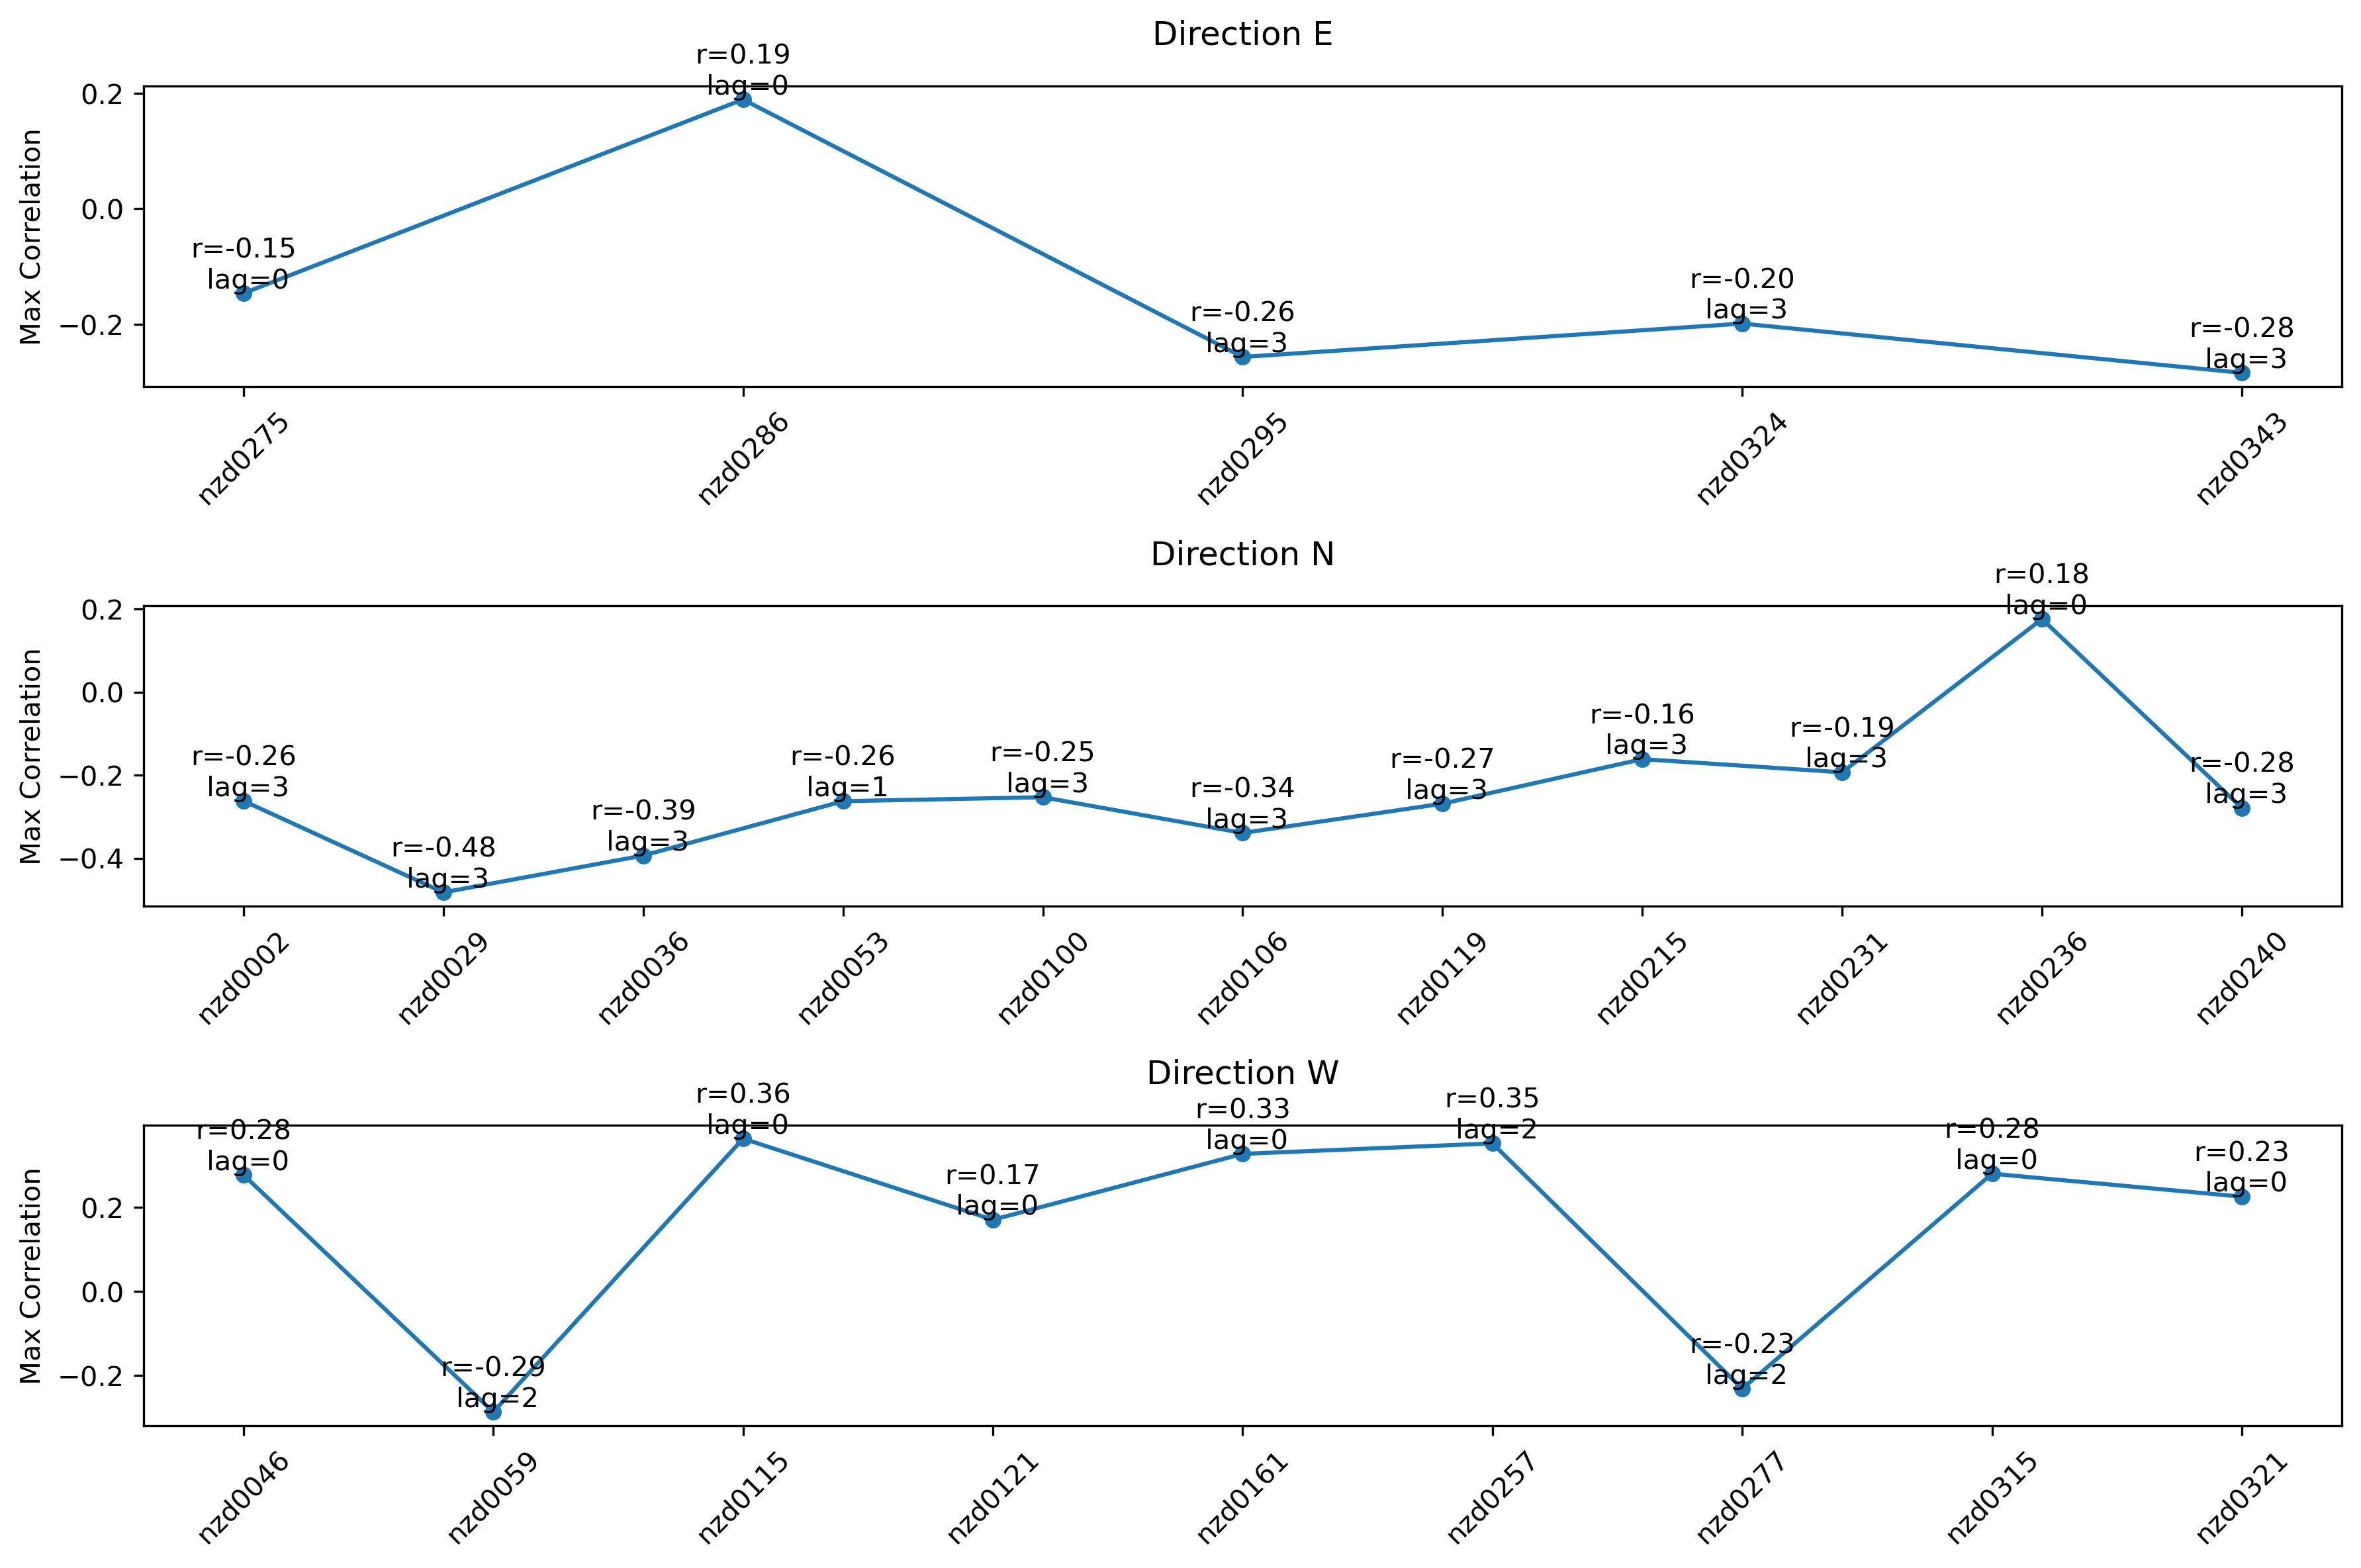 Direction E
Max Correlation
0.2
0.0
−0.2
r=-0.15
lag=0
r=0.19
lag=0
r=-0.26
lag=3
r=-0.20
lag=3
r=-0.28
lag=3
nzd0275
nzd0286
nzd0295
nzd0324
nzd0343
Direction N
Max Correlation
0.2
0.0
−0.2
−0.4
r=-0.26
lag=3
r=-0.48
lag=3
r=-0.39
lag=3
r=-0.26
lag=1
r=-0.25
lag=3
r=-0.34
lag=3
r=-0.27
lag=3
r=-0.16
lag=3
r=-0.19
lag=3
r=0.18
lag=0
r=-0.28
lag=3
nzd0002
nzd0029
nzd0036
nzd0053
nzd0100
nzd0106
nzd0119
nzd0215
nzd0231
nzd0236
nzd0240
Direction W
Max Correlation
0.2
0.0
−0.2
r=0.28
lag=0
r=-0.29
lag=2
r=0.36
lag=0
r=0.17
lag=0
r=0.33
lag=0
r=0.35
lag=2
r=-0.23
lag=2
r=0.28
lag=0
r=0.23
lag=0
nzd0046
nzd0059
nzd0115
nzd0121
nzd0161
nzd0257
nzd0277
nzd0315
nzd0321